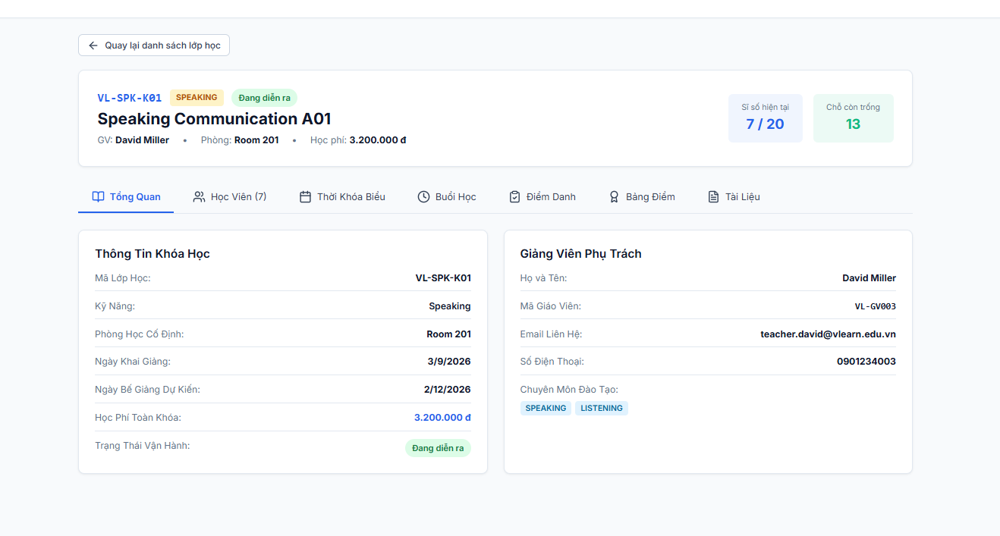 Quay lại danh sách lớp học
VL-SPK-K01 SPEAKING Đang diễn ra
Speaking Communication A01
GV: David Miller • Phòng: Room 201 • Học phí: 3.200.000 đ
Sĩ số hiện tại
7 / 20
Chỗ còn trống
13
Tổng Quan Học Viên (7) Thời Khóa Biểu Buổi Học Điểm Danh Bảng Điểm Tài Liệu
Thông Tin Khóa Học
Mã Lớp Học: VL-SPK-K01
Kỹ Năng: Speaking
Phòng Học Cố Định: Room 201
Ngày Khai Giảng: 3/9/2026
Ngày Bế Giảng Dự Kiến: 2/12/2026
Học Phí Toàn Khóa: 3.200.000 đ
Trạng Thái Vận Hành: Đang diễn ra
Giảng Viên Phụ Trách
Họ và Tên: David Miller
Mã Giáo Viên: VL-GV003
Email Liên Hệ: teacher.david@vlearn.edu.vn
Số Điện Thoại: 0901234003
Chuyên Môn Đào Tạo:
SPEAKING LISTENING